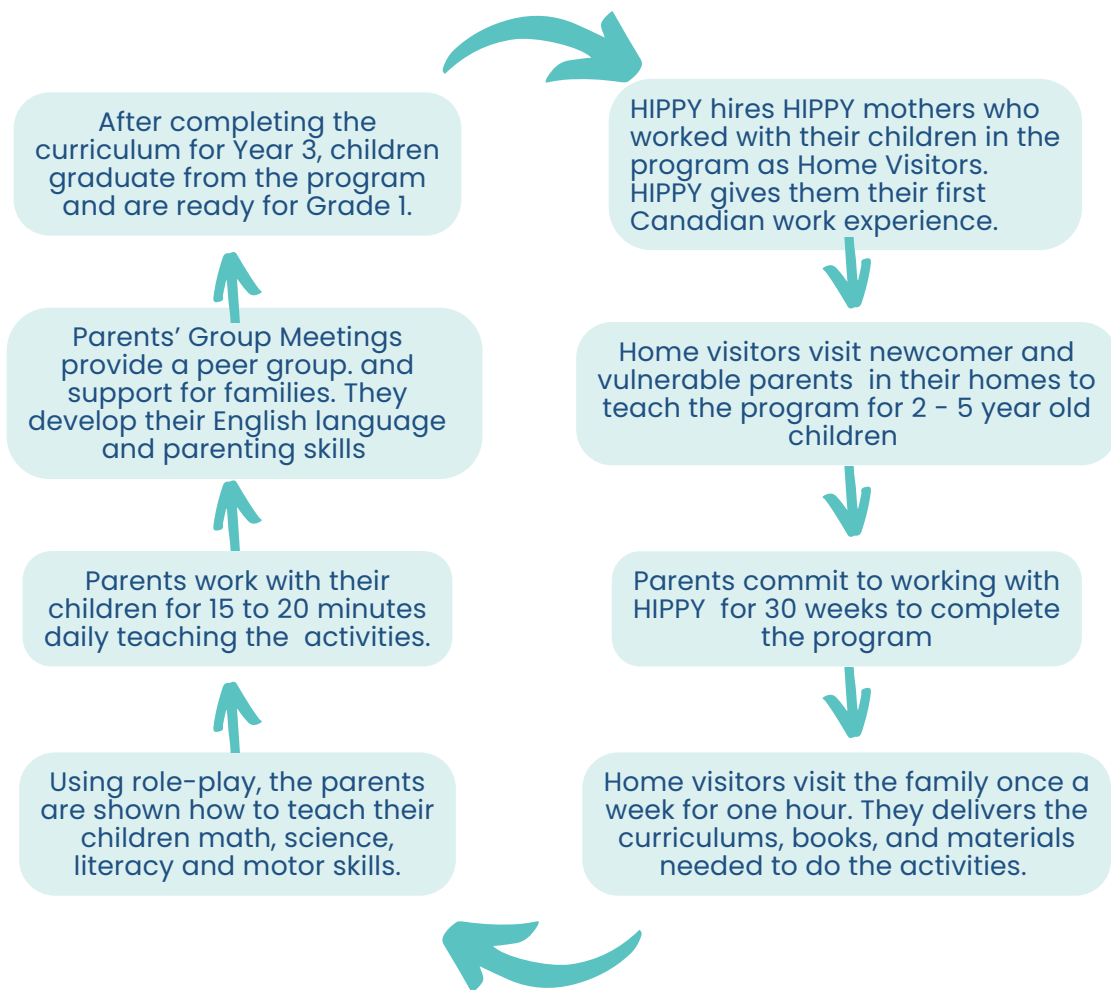 After completing the
curriculum for Year 3, children
graduate from the program
and are ready for Grade 1.
HIPPY hires HIPPY mothers who
worked with their children in the
program as Home Visitors.
HIPPY gives them their first
Canadian work experience.
Parents’ Group Meetings
provide a peer group. and
support for families. They
develop their English language
and parenting skills
Home visitors visit newcomer and
vulnerable parents in their homes to
teach the program for 2 - 5 year old
children
Parents work with their
children for 15 to 20 minutes
daily teaching the activities.
Parents commit to working with
HIPPY for 30 weeks to complete
the program
Using role-play, the parents
are shown how to teach their
children math, science,
literacy and motor skills.
Home visitors visit the family once a
week for one hour. They delivers the
curriculums, books, and materials
needed to do the activities.